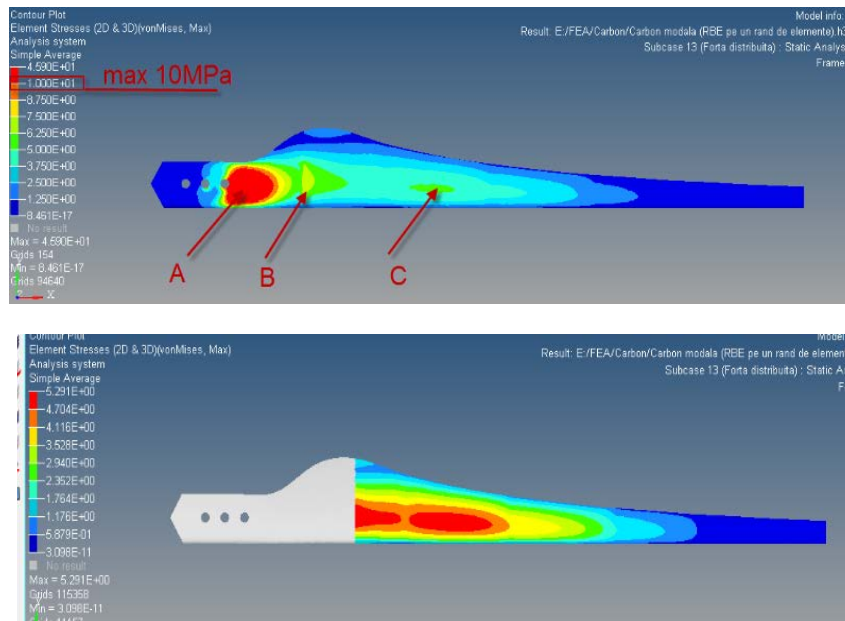 Contour Plot
Element Stresses (2D & 3D)(vonMises, Max)
Analysis system
Simple Average
4.590E+01
1.000E+01
8.750E+00
7.500E+00
6.250E+00
5.000E+00
3.750E+00
2.500E+00
1.250E+00
8.461E-17
No result
Max = 4.590E+01
Grids 154
Min = 8.461E-17
Grids 94640
X
max 10MPa
Model info:
Result: E:/FEA/Carbon/Carbon modala (RBE pe un rand de elemente).h3
Subcase 13 (Forta distribuita) : Static Analys
Frame
A
B
C
Contour Plot
Element Stresses (2D & 3D)(vonMises, Max)
Analysis system
Simple Average
5.291E+00
4.704E+00
4.116E+00
3.528E+00
2.940E+00
2.352E+00
1.764E+00
1.176E+00
5.879E-01
3.098E-11
No result
Max = 5.291E+00
Grids 115358
Min = 3.098E-11
Model
Result: E:/FEA/Carbon/Carbon modala (RBE pe un rand de elemen
Subcase 13 (Forta distribuita) : Static A
F